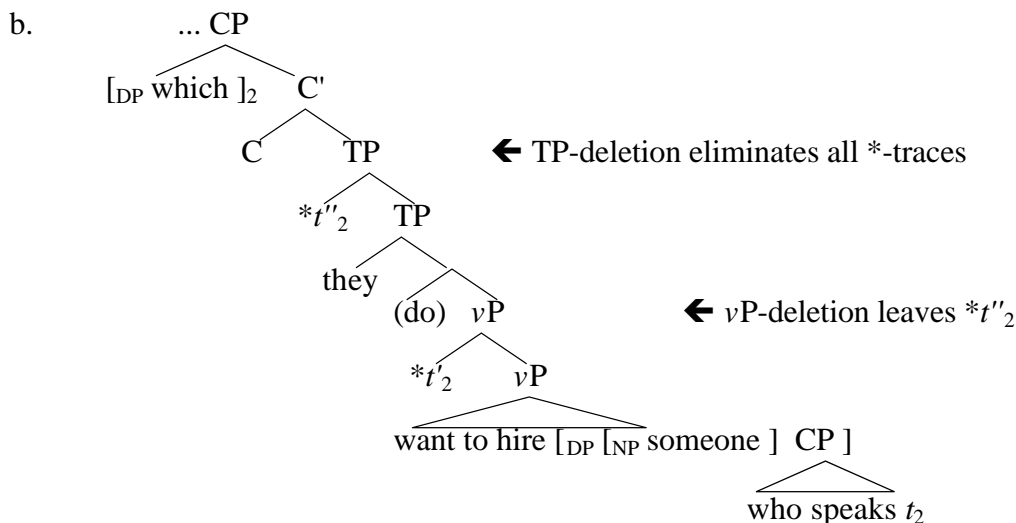 b. ... CP
[DP which ]2 C'
C TP 🡸 TP-deletion eliminates all *-traces
*t''2 TP
they
(do) vP 🡸 vP-deletion leaves *t''2
*t'2 vP
want to hire [DP [NP someone ] CP ]
who speaks t2